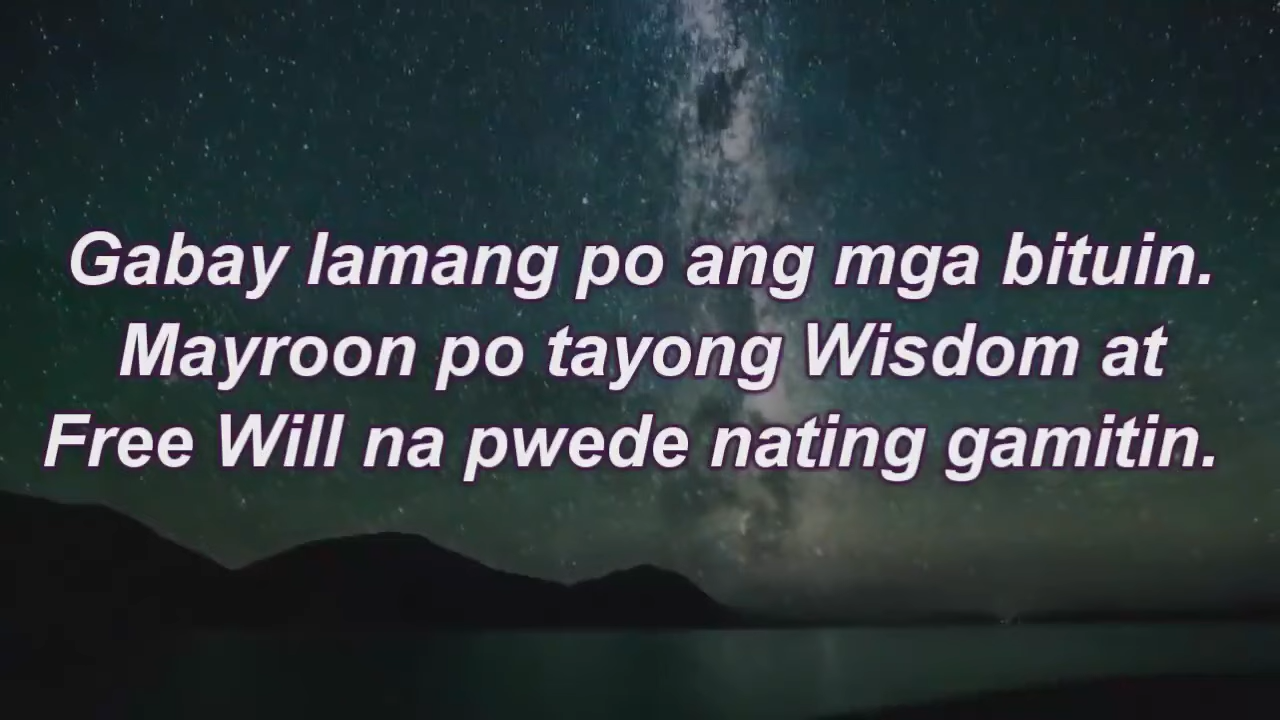 Gabay lamang po ang mga bituin.
Mayroon po tayong Wisdom at
Free Will na pwede nating gamitin.